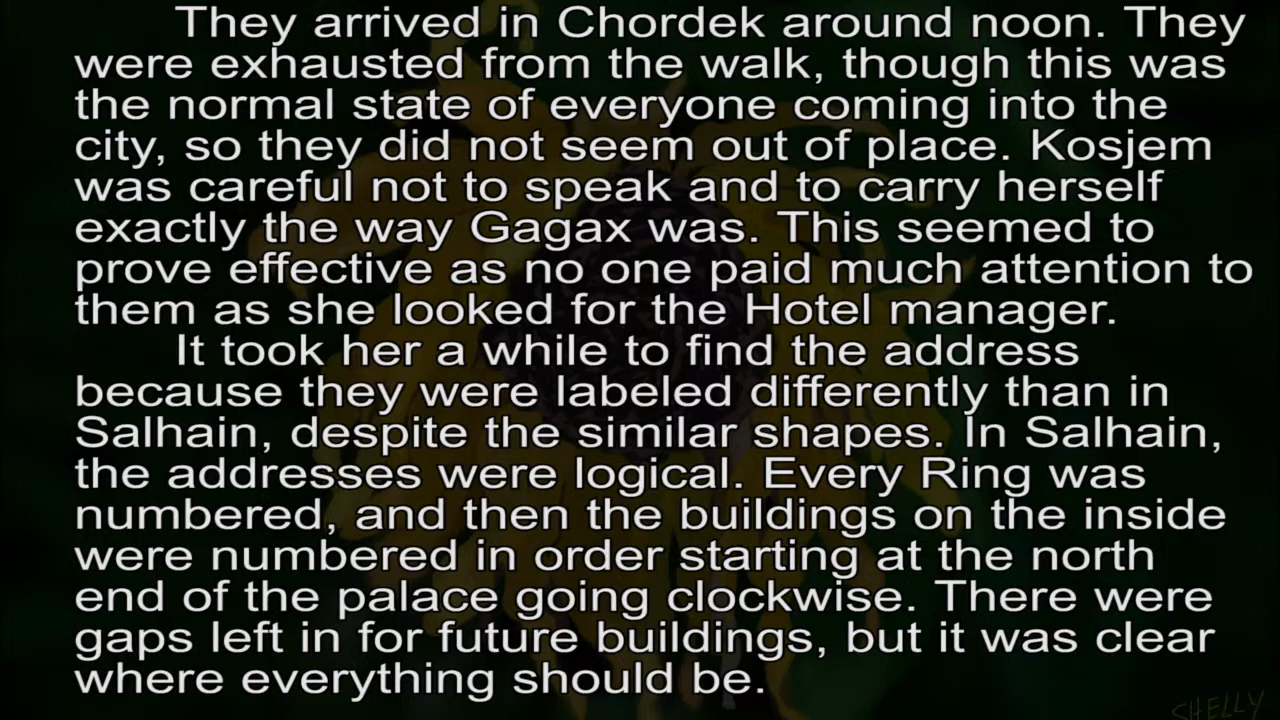 They arrived in Chordek around noon. They
were exhausted from the walk, though this was
the normal state of everyone coming into the
city, so they did not seem out of place. Kosjem
was careful not to speak and to carry herself
exactly the way Gagax was. This seemed to
prove effective as no one paid much attention to
them as she looked for the Hotel manager.
It took her a while to find the address
because they were labeled differently than in
Salhain, despite the similar shapes. In Salhain,
the addresses were logical. Every Ring was
numbered, and then the buildings on the inside
were numbered in order starting at the north
end of the palace going clockwise. There were
gaps left in for future buildings, but it was clear
where everything should be.
SHELLY